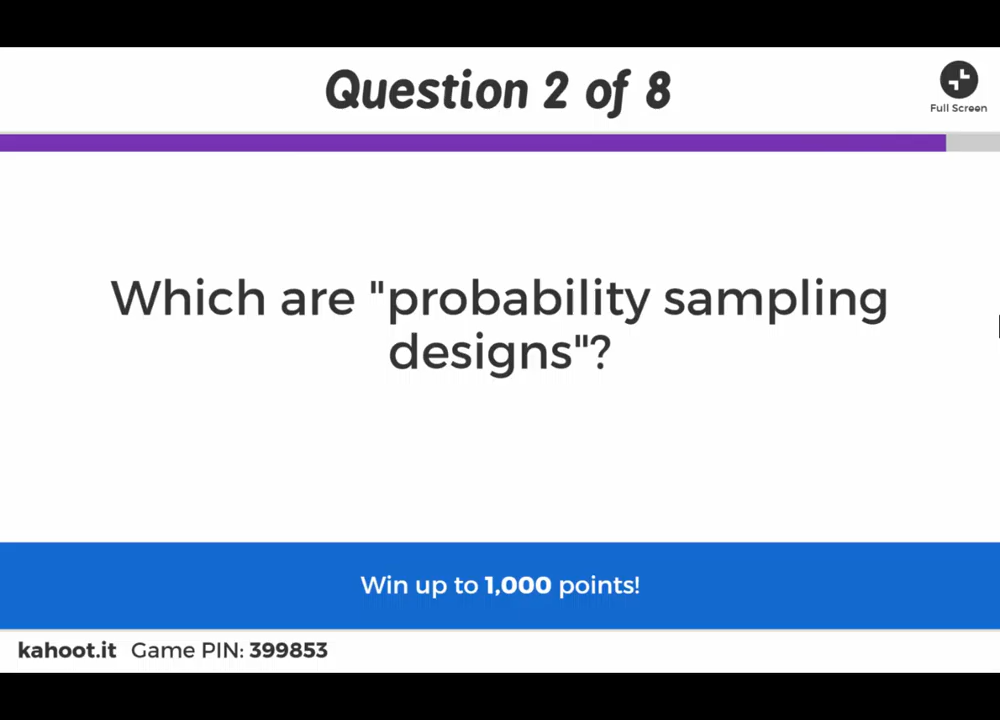 Question 2 of 8
Full Screen
Which are "probability sampling
designs"?
Win up to 1,000 points!
kahoot.it Game PIN: 399853